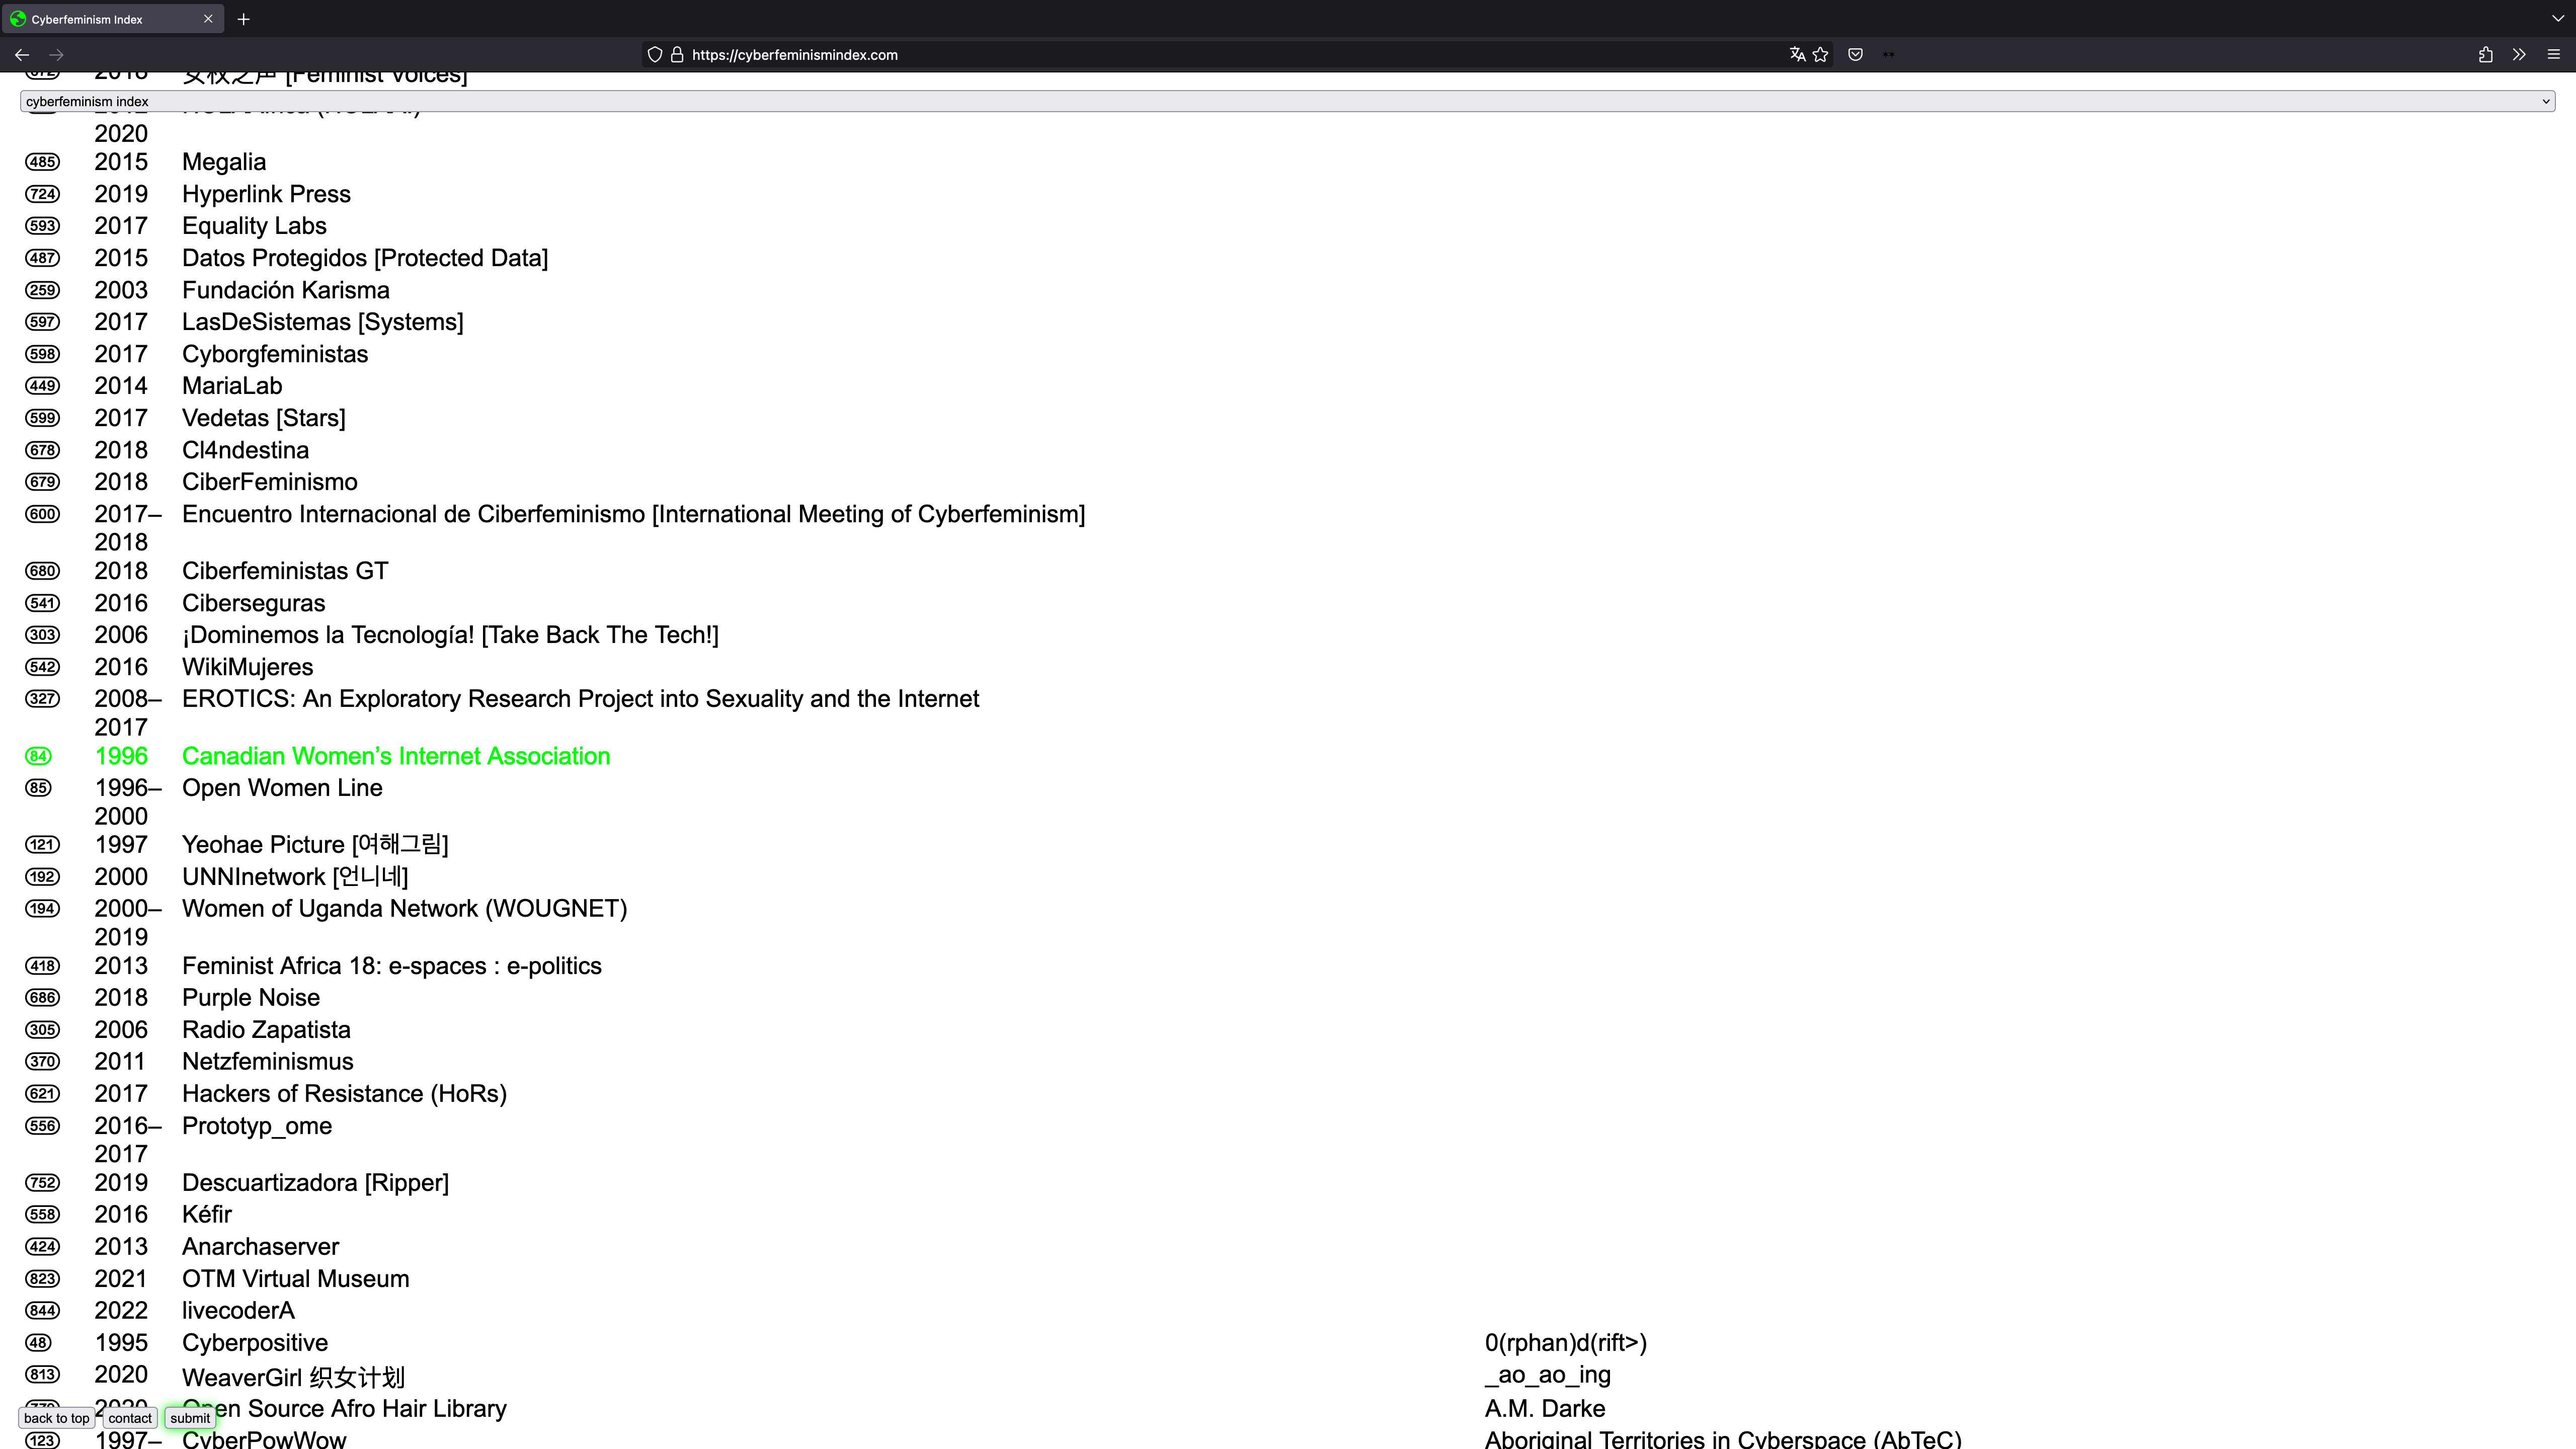 Cyberfeminism Index
https://cyberfeminismindex.com
2018 女权之声 [Feminist Voices]
cyberfeminism index
2020
485 2015 Megalia
724 2019 Hyperlink Press
593 2017 Equality Labs
487 2015 Datos Protegidos [Protected Data]
259 2003 Fundación Karisma
597 2017 LasDeSistemas [Systems]
598 2017 Cyborgfeministas
449 2014 MariaLab
599 2017 Vedetas [Stars]
678 2018 Cl4ndestina
679 2018 CiberFeminismo
600 2017– Encuentro Internacional de Ciberfeminismo [International Meeting of Cyberfeminism]
2018
680 2018 Ciberfeministas GT
541 2016 Ciberseguras
303 2006 ¡Dominemos la Tecnología! [Take Back The Tech!]
542 2016 WikiMujeres
327 2008– EROTICS: An Exploratory Research Project into Sexuality and the Internet
2017
84 1996 Canadian Women’s Internet Association
85 1996– Open Women Line
2000
121 1997 Yeohae Picture [여해그림]
192 2000 UNNInetwork [언니네]
194 2000– Women of Uganda Network (WOUGNET)
2019
418 2013 Feminist Africa 18: e-spaces : e-politics
686 2018 Purple Noise
305 2006 Radio Zapatista
370 2011 Netzfeminismus
621 2017 Hackers of Resistance (HoRs)
556 2016– Prototyp_ome
2017
752 2019 Descuartizadora [Ripper]
558 2016 Kéfir
424 2013 Anarchaserver
823 2021 OTM Virtual Museum
844 2022 livecoderA
48 1995 Cyberpositive 0(rphan)d(rift>)
813 2020 WeaverGirl 织女计划 _ao_ao_ing
2020 Open Source Afro Hair Library A.M. Darke
back to top contact submit
123 1997– CyberPowWow Aboriginal Territories in Cyberspace (AbTeC)